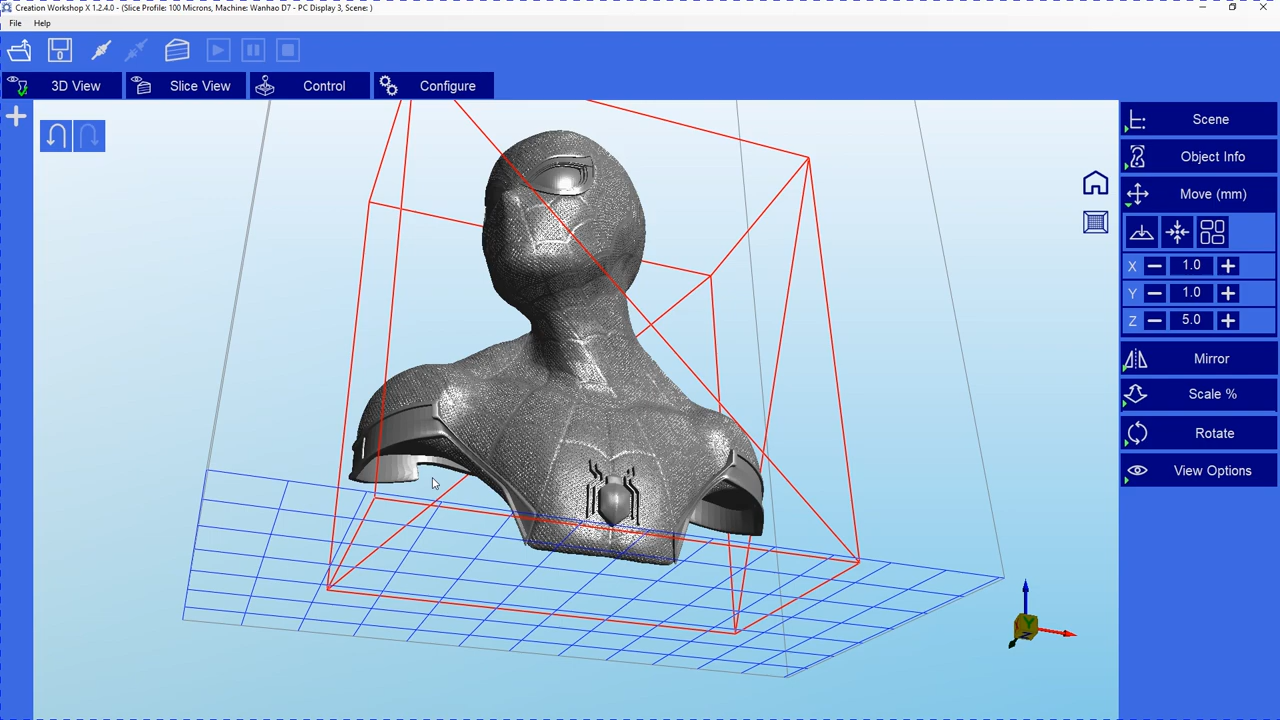 Creation Workshop X 1.2.4.0 - (Slice Profile: 100 Microns, Machine: Wanhao D7 - PC Display 3, Scene: )
File Help
3D View Slice View Control Configure
Scene
Object Info
Move (mm)
X 1.0
Y 1.0
Z 5.0
Mirror
Scale %
Rotate
View Options
Y
Z